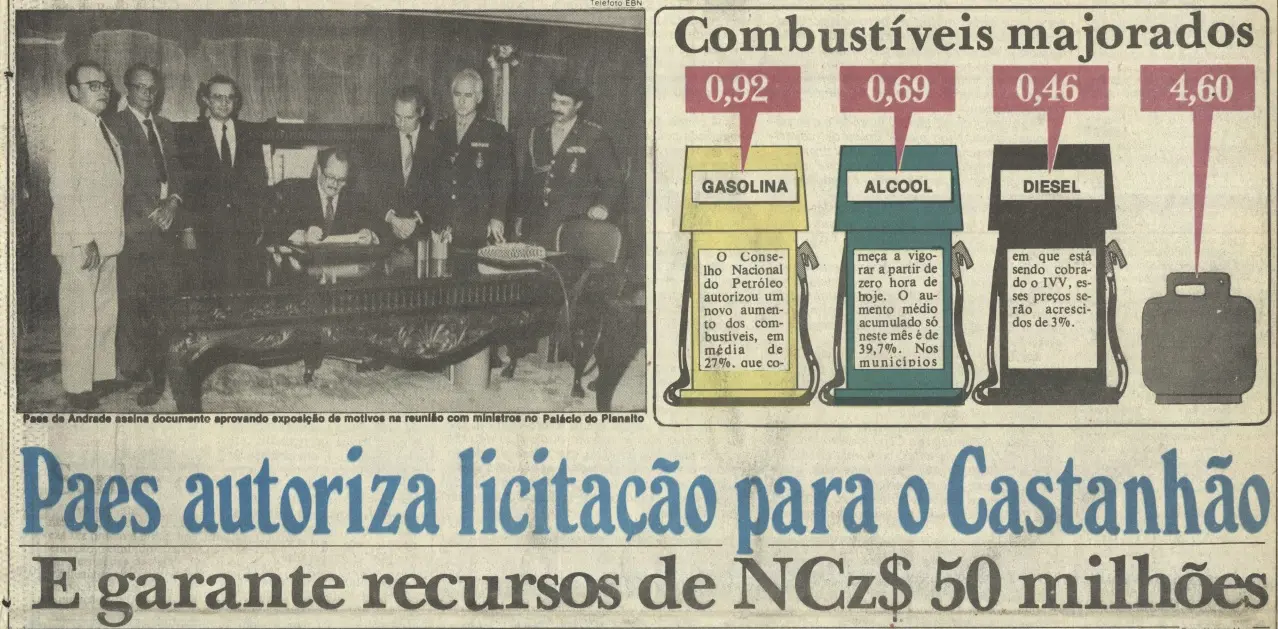 Telefoto EBN
Paes de Andrade assina documento aprovando exposição de motivos na reunião com ministros no Palácio do Planalto
Combustíveis majorados
0,92
0,69
0,46
4,60
GASOLINA
ALCOOL
DIESEL
O Conse-
lho Nacional
do Petróleo
autorizou um
novo aumen-
to dos com-
bustíveis, em
média de
27%, que co-
meça a vigo-
rar a partir de
zero hora de
hoje. O au-
mento médio
acumulado só
neste mês é de
39,7%. Nos
municípios
em que está
sendo cobra-
do o IVV, es-
ses preços se-
rão acresci-
dos de 3%.
Paes autoriza licitação para o Castanhão
E garante recursos de NCz$ 50 milhões